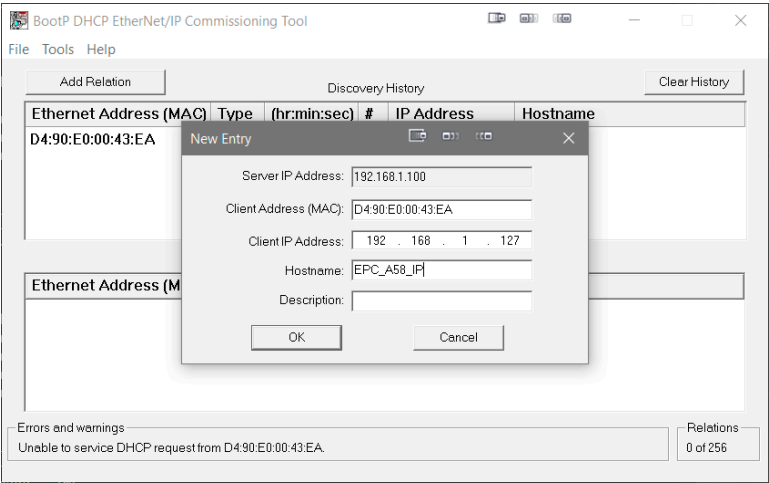 BootP DHCP EtherNet/IP Commissioning Tool
File Tools Help
Add Relation
Discovery History
Clear History
Ethernet Address (MAC) Type (hr:min:sec) # IP Address Hostname
D4:90:E0:00:43:EA
New Entry
Server IP Address: 192.168.1.100
Client Address (MAC): D4:90:E0:00:43:EA
Client IP Address: 192 . 168 . 1 . 127
Hostname: EPC_A58_IP
Description:
OK Cancel
Ethernet Address (M
Errors and warnings
Unable to service DHCP request from D4:90:E0:00:43:EA.
Relations
0 of 256